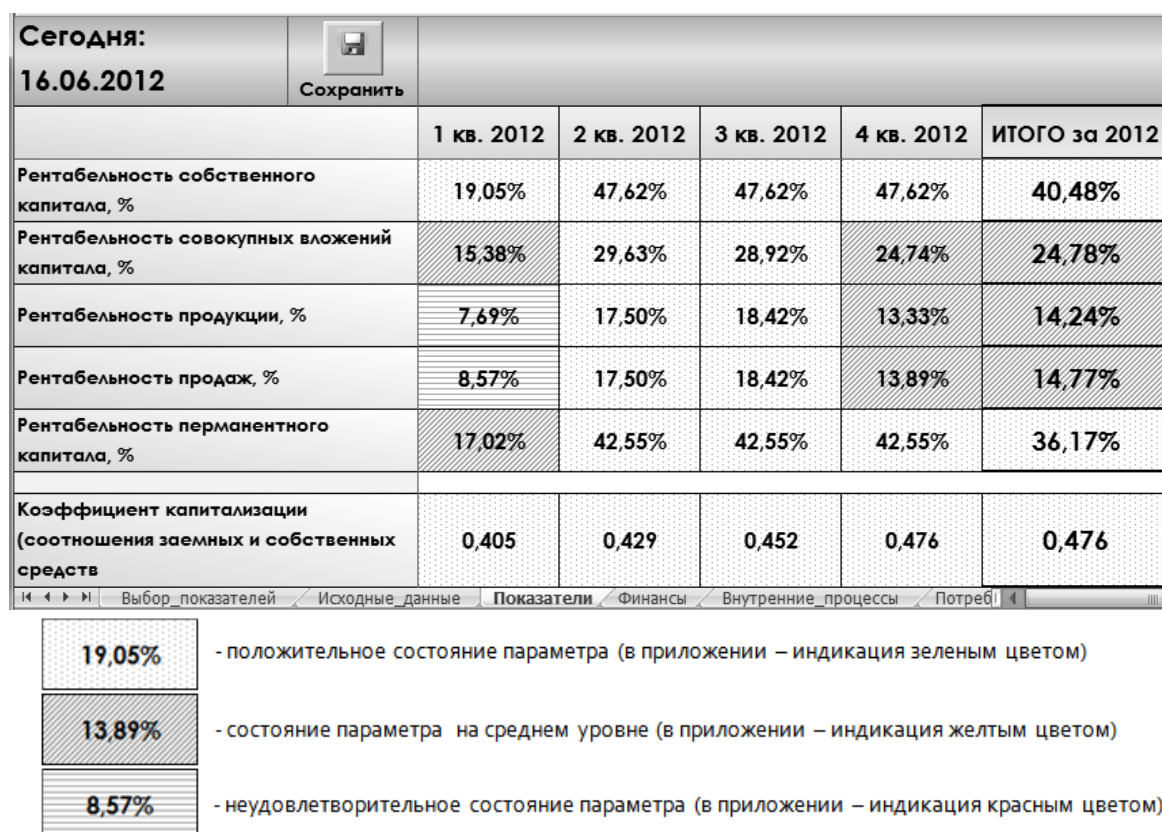 Сегодня:
16.06.2012
Сохранить
1 кв. 2012 2 кв. 2012 3 кв. 2012 4 кв. 2012 ИТОГО за 2012
Рентабельность собственного
капитала, %
19,05% 47,62% 47,62% 47,62% 40,48%
Рентабельность совокупных вложений
капитала, %
15,38% 29,63% 28,92% 24,74% 24,78%
Рентабельность продукции, % 7,69% 17,50% 18,42% 13,33% 14,24%
Рентабельность продаж, % 8,57% 17,50% 18,42% 13,89% 14,77%
Рентабельность перманентного
капитала, %
17,02% 42,55% 42,55% 42,55% 36,17%
Коэффициент капитализации
(соотношения заемных и собственных
средств
0,405 0,429 0,452 0,476 0,476
Выбор_показателей Исходные_данные Показатели Финансы Внутренние_процессы Потреб
19,05% - положительное состояние параметра (в приложении – индикация зеленым цветом)
13,89% - состояние параметра на среднем уровне (в приложении – индикация желтым цветом)
8,57% - неудовлетворительное состояние параметра (в приложении – индикация красным цветом)